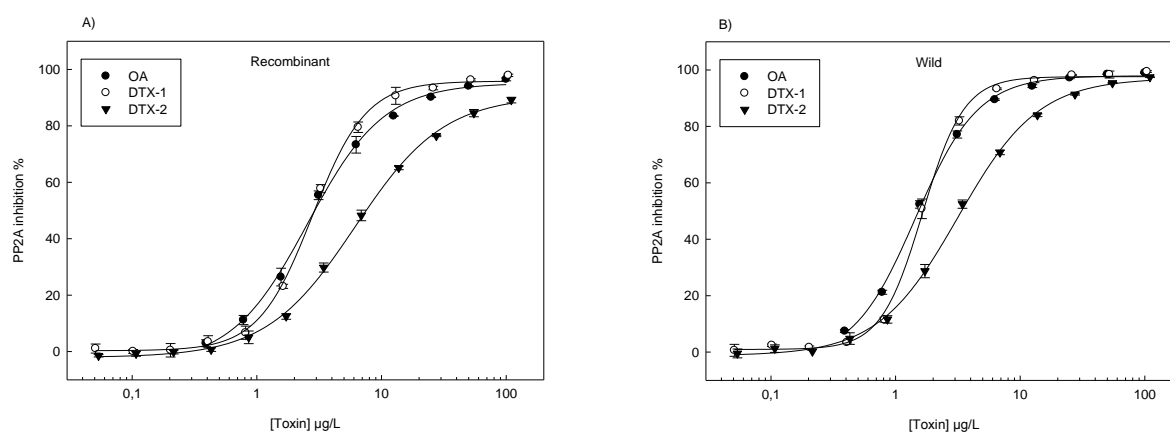 A)
Recombinant
OA
DTX-1
DTX-2
PP2A inhibition %
100
80
60
40
20
0
0,1 1 10 100
[Toxin] µg/L
B)
Wild
OA
DTX-1
DTX-2
PP2A inhibition %
100
80
60
40
20
0
0,1 1 10 100
[Toxin] µg/L